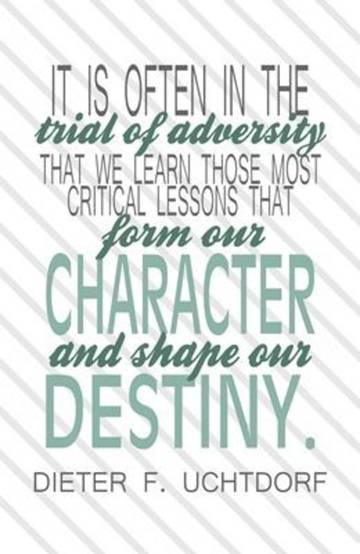 IT IS OFTEN IN THE
trial of adversity
THAT WE LEARN THOSE MOST
CRITICAL LESSONS THAT
form our
CHARACTER
and shape our
DESTINY.
DIETER F. UCHTDORF